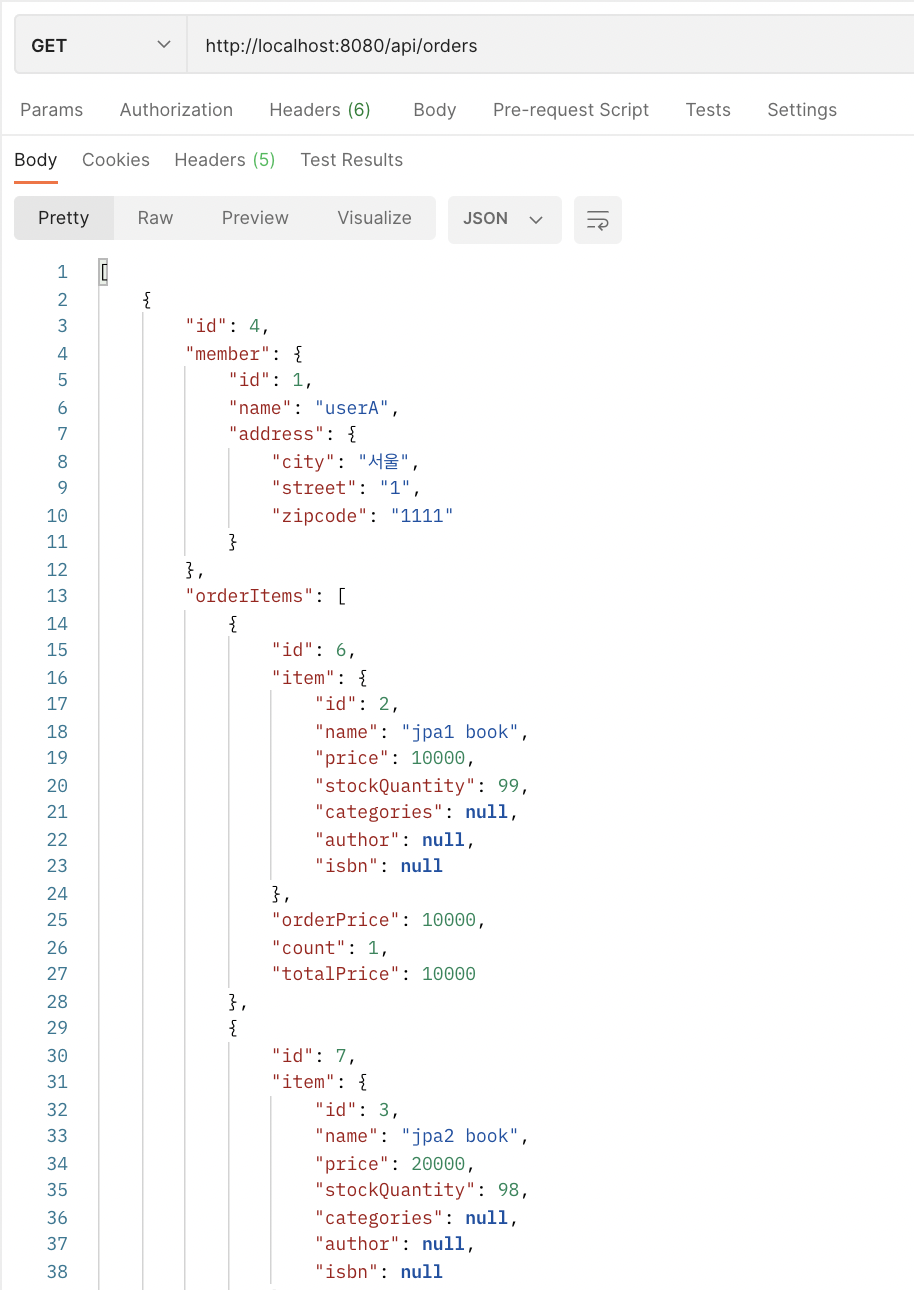 GET http://localhost:8080/api/orders
Params Authorization Headers (6) Body Pre-request Script Tests Settings
Body Cookies Headers (5) Test Results
Pretty Raw Preview Visualize JSON
1 [
2 {
3 "id": 4,
4 "member": {
5 "id": 1,
6 "name": "userA",
7 "address": {
8 "city": "서울",
9 "street": "1",
10 "zipcode": "1111"
11 }
12 },
13 "orderItems": [
14 {
15 "id": 6,
16 "item": {
17 "id": 2,
18 "name": "jpa1 book",
19 "price": 10000,
20 "stockQuantity": 99,
21 "categories": null,
22 "author": null,
23 "isbn": null
24 },
25 "orderPrice": 10000,
26 "count": 1,
27 "totalPrice": 10000
28 },
29 {
30 "id": 7,
31 "item": {
32 "id": 3,
33 "name": "jpa2 book",
34 "price": 20000,
35 "stockQuantity": 98,
36 "categories": null,
37 "author": null,
38 "isbn": null